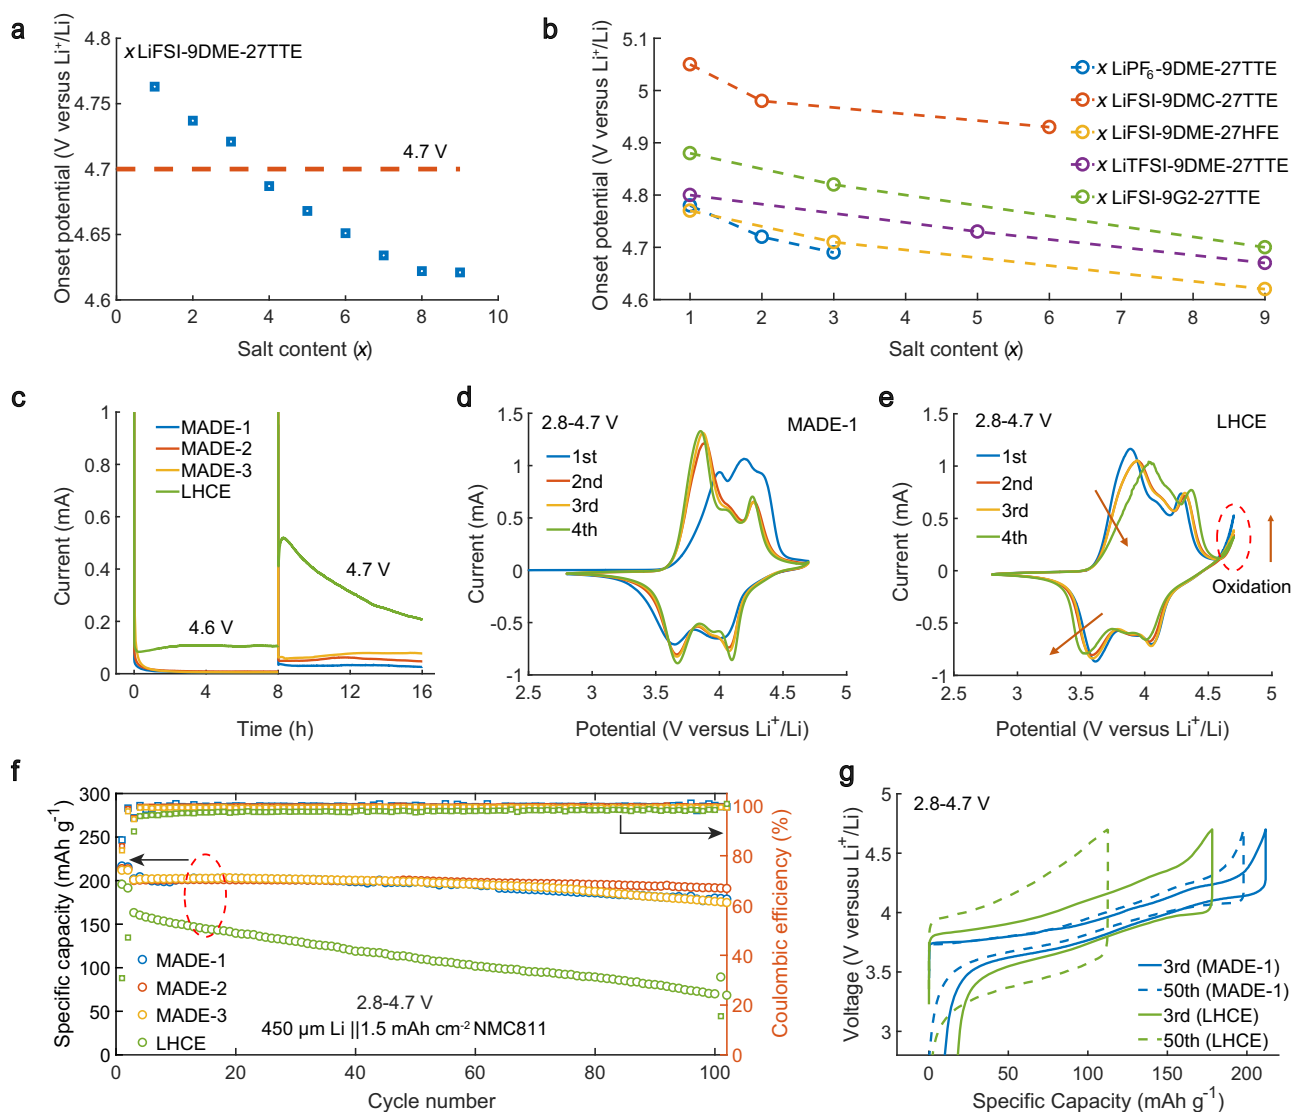 a
Onset potential (V versus Li⁺/Li)
4.8
4.75
4.7
4.65
4.6
xLiFSI-9DME-27TTE
4.7 V
0 2 4 6 8 10
Salt content (x)
b
Onset potential (V versus Li⁺/Li)
5.1
5
4.9
4.8
4.7
4.6
x LiPF₆-9DME-27TTE
x LiFSI-9DMC-27TTE
x LiFSI-9DME-27HFE
x LiTFSI-9DME-27TTE
x LiFSI-9G2-27TTE
1 2 3 4 5 6 7 8 9
Salt content (x)
c
Current (mA)
1
0.8
0.6
0.4
0.2
0
MADE-1
MADE-2
MADE-3
LHCE
4.6 V
4.7 V
0 4 8 12 16
Time (h)
d
Current (mA)
1.5
1
0.5
0
-0.5
-1
2.8-4.7 V
MADE-1
1st
2nd
3rd
4th
2.5 3 3.5 4 4.5 5
Potential (V versus Li⁺/Li)
e
Current (mA)
1.5
1
0.5
0
-0.5
-1
2.8-4.7 V
LHCE
1st
2nd
3rd
4th
Oxidation
2.5 3 3.5 4 4.5 5
Potential (V versus Li⁺/Li)
f
Specific capacity (mAh g⁻¹)
300
250
200
150
100
50
0
MADE-1
MADE-2
MADE-3
LHCE
2.8-4.7 V
450 μm Li ||1.5 mAh cm⁻² NMC811
100
80
60
40
20
0
Coulombic efficiency (%)
0 20 40 60 80 100
Cycle number
g
Voltage (V versusu Li⁺/Li)
5
4.5
4
3.5
3
2.8-4.7 V
3rd (MADE-1)
50th (MADE-1)
3rd (LHCE)
50th (LHCE)
0 50 100 150 200
Specific Capacity (mAh g⁻¹)